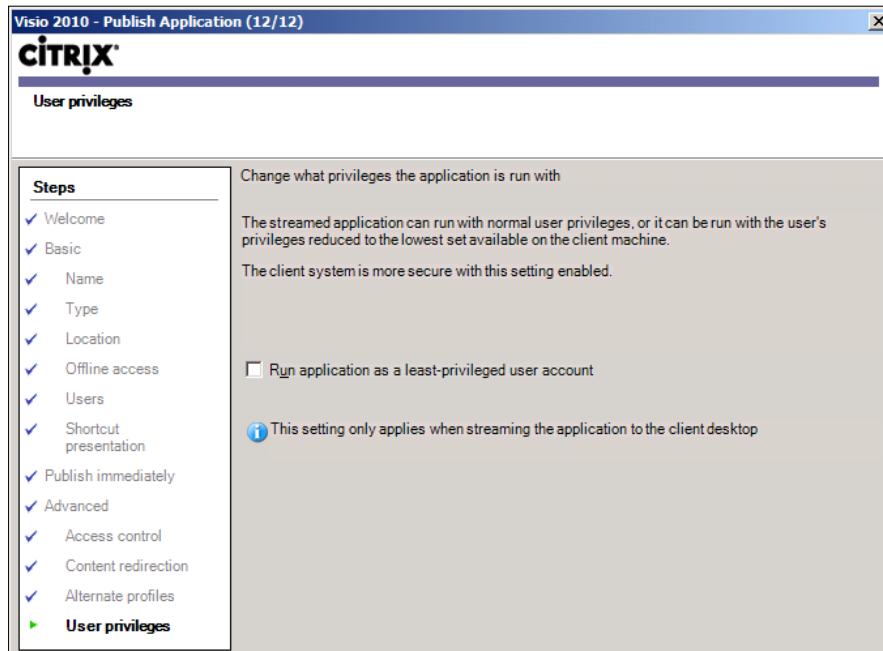 Visio 2010 - Publish Application (12/12)
CITRIX®
User privileges
Steps
Welcome
Basic
Name
Type
Location
Offline access
Users
Shortcut
presentation
Publish immediately
Advanced
Access control
Content redirection
Alternate profiles
User privileges
Change what privileges the application is run with
The streamed application can run with normal user privileges, or it can be run with the user's
privileges reduced to the lowest set available on the client machine.
The client system is more secure with this setting enabled.
Run application as a least-privileged user account
This setting only applies when streaming the application to the client desktop